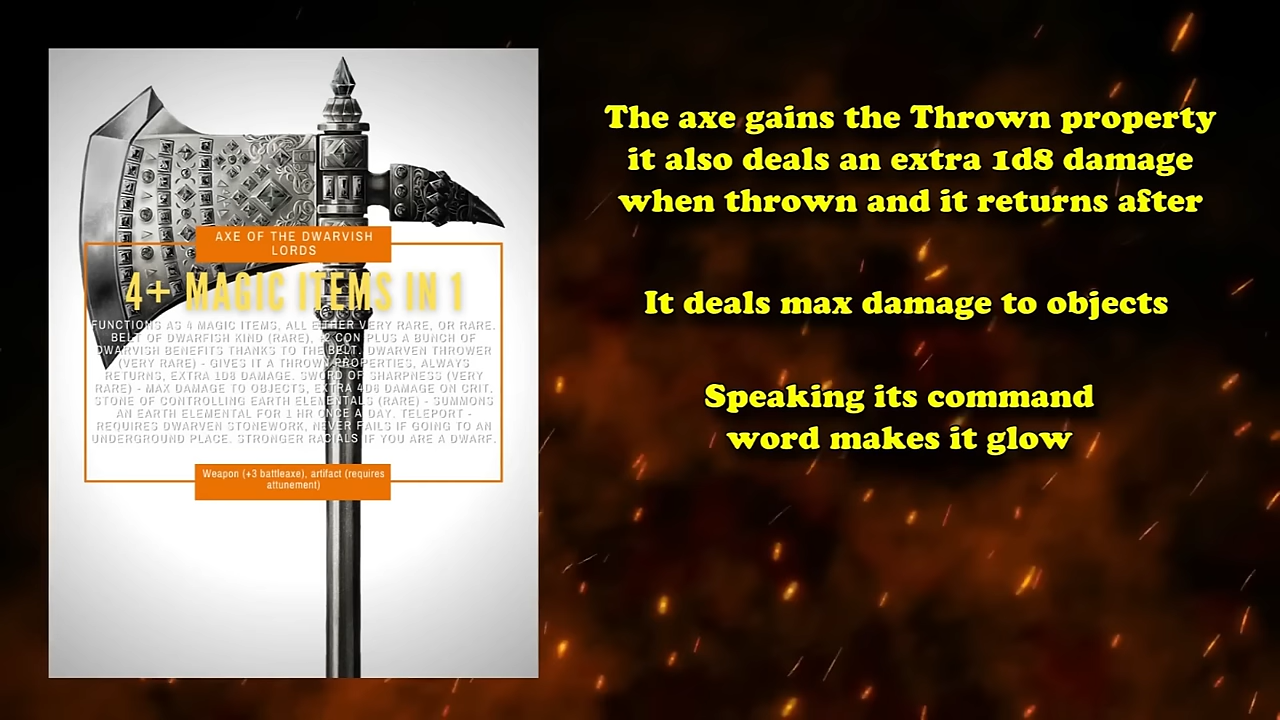 AXE OF THE DWARVISH
LORDS
4+ MAGIC ITEMS IN 1
FUNCTIONS AS 4 MAGIC ITEMS, ALL EITHER VERY RARE, OR RARE.
BELT OF DWARFISH KIND (RARE), +2 CON PLUS A BUNCH OF
DWARVISH BENEFITS THANKS TO THE BELT. DWARVEN THROWER
(VERY RARE) - GIVES IT A THROWN PROPERTIES, ALWAYS
RETURNS, EXTRA 1D8 DAMAGE. SWORD OF SHARPNESS (VERY
RARE) - MAX DAMAGE TO OBJECTS, EXTRA 4D6 DAMAGE ON CRIT.
STONE OF CONTROLLING EARTH ELEMENTALS (RARE) - SUMMONS
AN EARTH ELEMENTAL FOR 1 HR ONCE A DAY. TELEPORT -
REQUIRES DWARVEN STONEWORK, NEVER FAILS IF GOING TO AN
UNDERGROUND PLACE. STRONGER RACIALS IF YOU ARE A DWARF.
Weapon (+3 battleaxe), artifact (requires
attunement)
The axe gains the Thrown property
it also deals an extra 1d8 damage
when thrown and it returns after
It deals max damage to objects
Speaking its command
word makes it glow